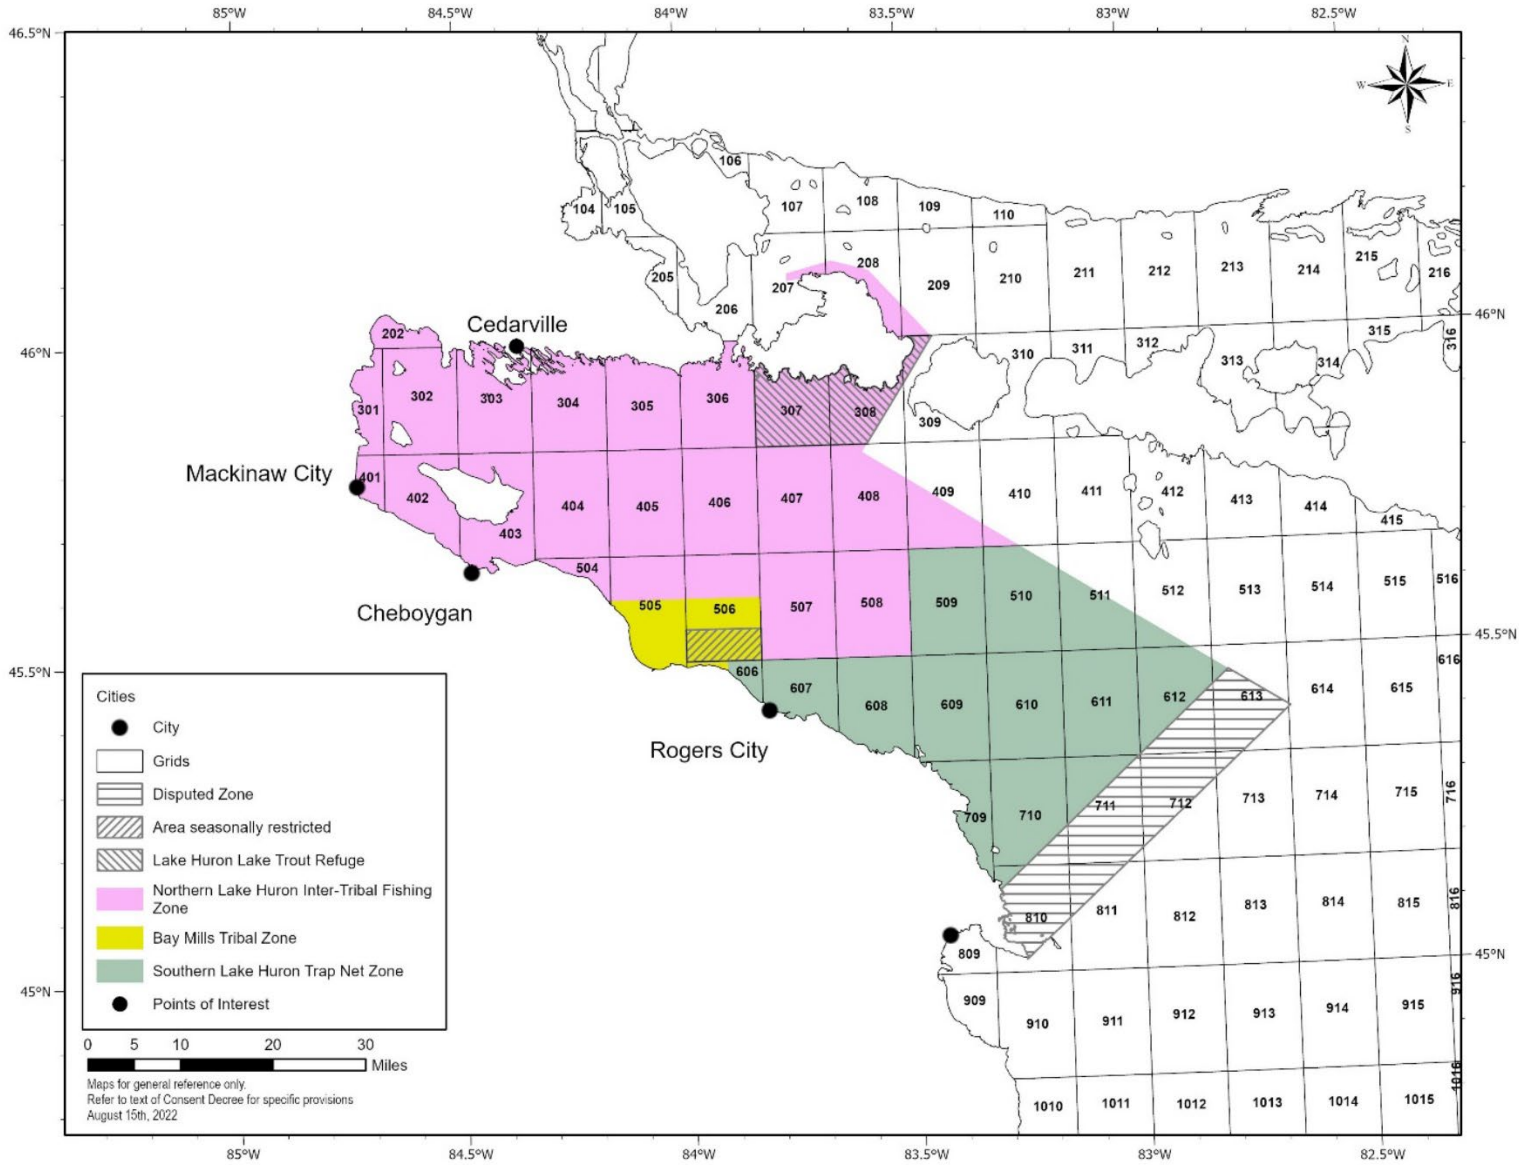 85°W 84.5°W 84°W 83.5°W 83°W 82.5°W
46.5°N
N
W E
S
106
107 108 109 110
104 105
208
205 207 209 210 211 212 213 214 215 216
206
46°N
202 Cedarville
46°N
310 311 312 313 314 315 316
301 302 303 304 305 306 307 308 309
Mackinaw City
401 402 403 404 405 406 407 408 409 410 411 412 413 414 415
Cheboygan
504 505 506 507 508 509 510 511 512 513 514 515 516
45.5°N
45.5°N
606 607 608 609 610 611 612 613 614 615 616
Rogers City
709 710 711 712 713 714 715 716
810 811 812 813 814 815 816
809
45°N
45°N
909 910 911 912 913 914 915 916
1010 1011 1012 1013 1014 1015 1016
Cities
City
Grids
Disputed Zone
Area seasonally restricted
Lake Huron Lake Trout Refuge
Northern Lake Huron Inter-Tribal Fishing
Zone
Bay Mills Tribal Zone
Southern Lake Huron Trap Net Zone
Points of Interest
0 5 10 20 30
Miles
Maps for general reference only.
Refer to text of Consent Decree for specific provisions
August 15th, 2022
85°W 84.5°W 84°W 83.5°W 83°W 82.5°W